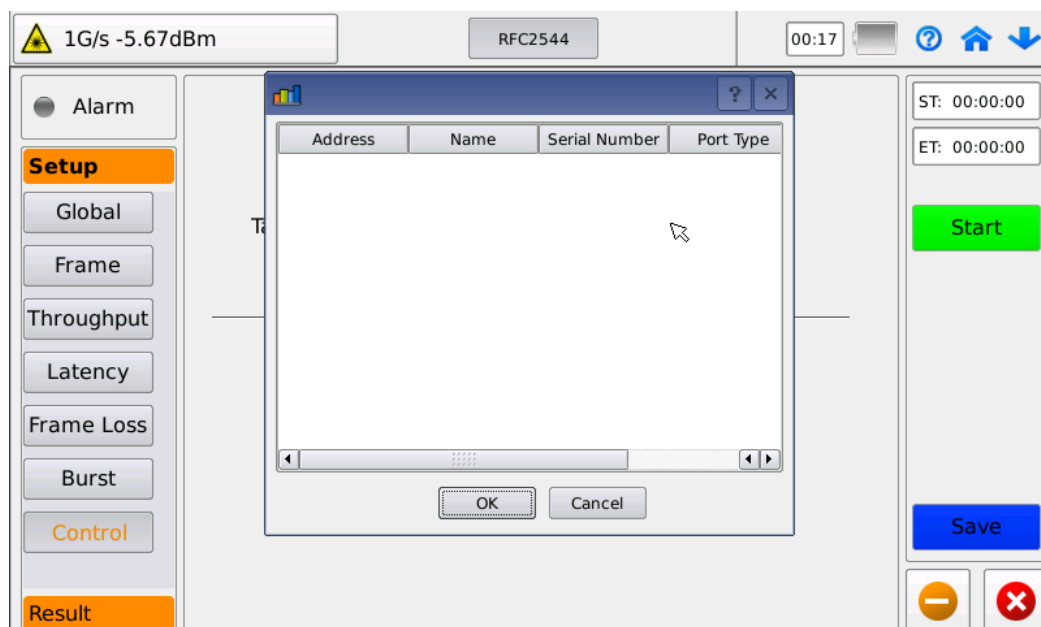 1G/s -5.67dBm
RFC2544
00:17
Alarm
Setup
Global
Frame
Throughput
Latency
Frame Loss
Burst
Control
Result
Address Name Serial Number Port Type
OK Cancel
ST: 00:00:00
ET: 00:00:00
Start
Save